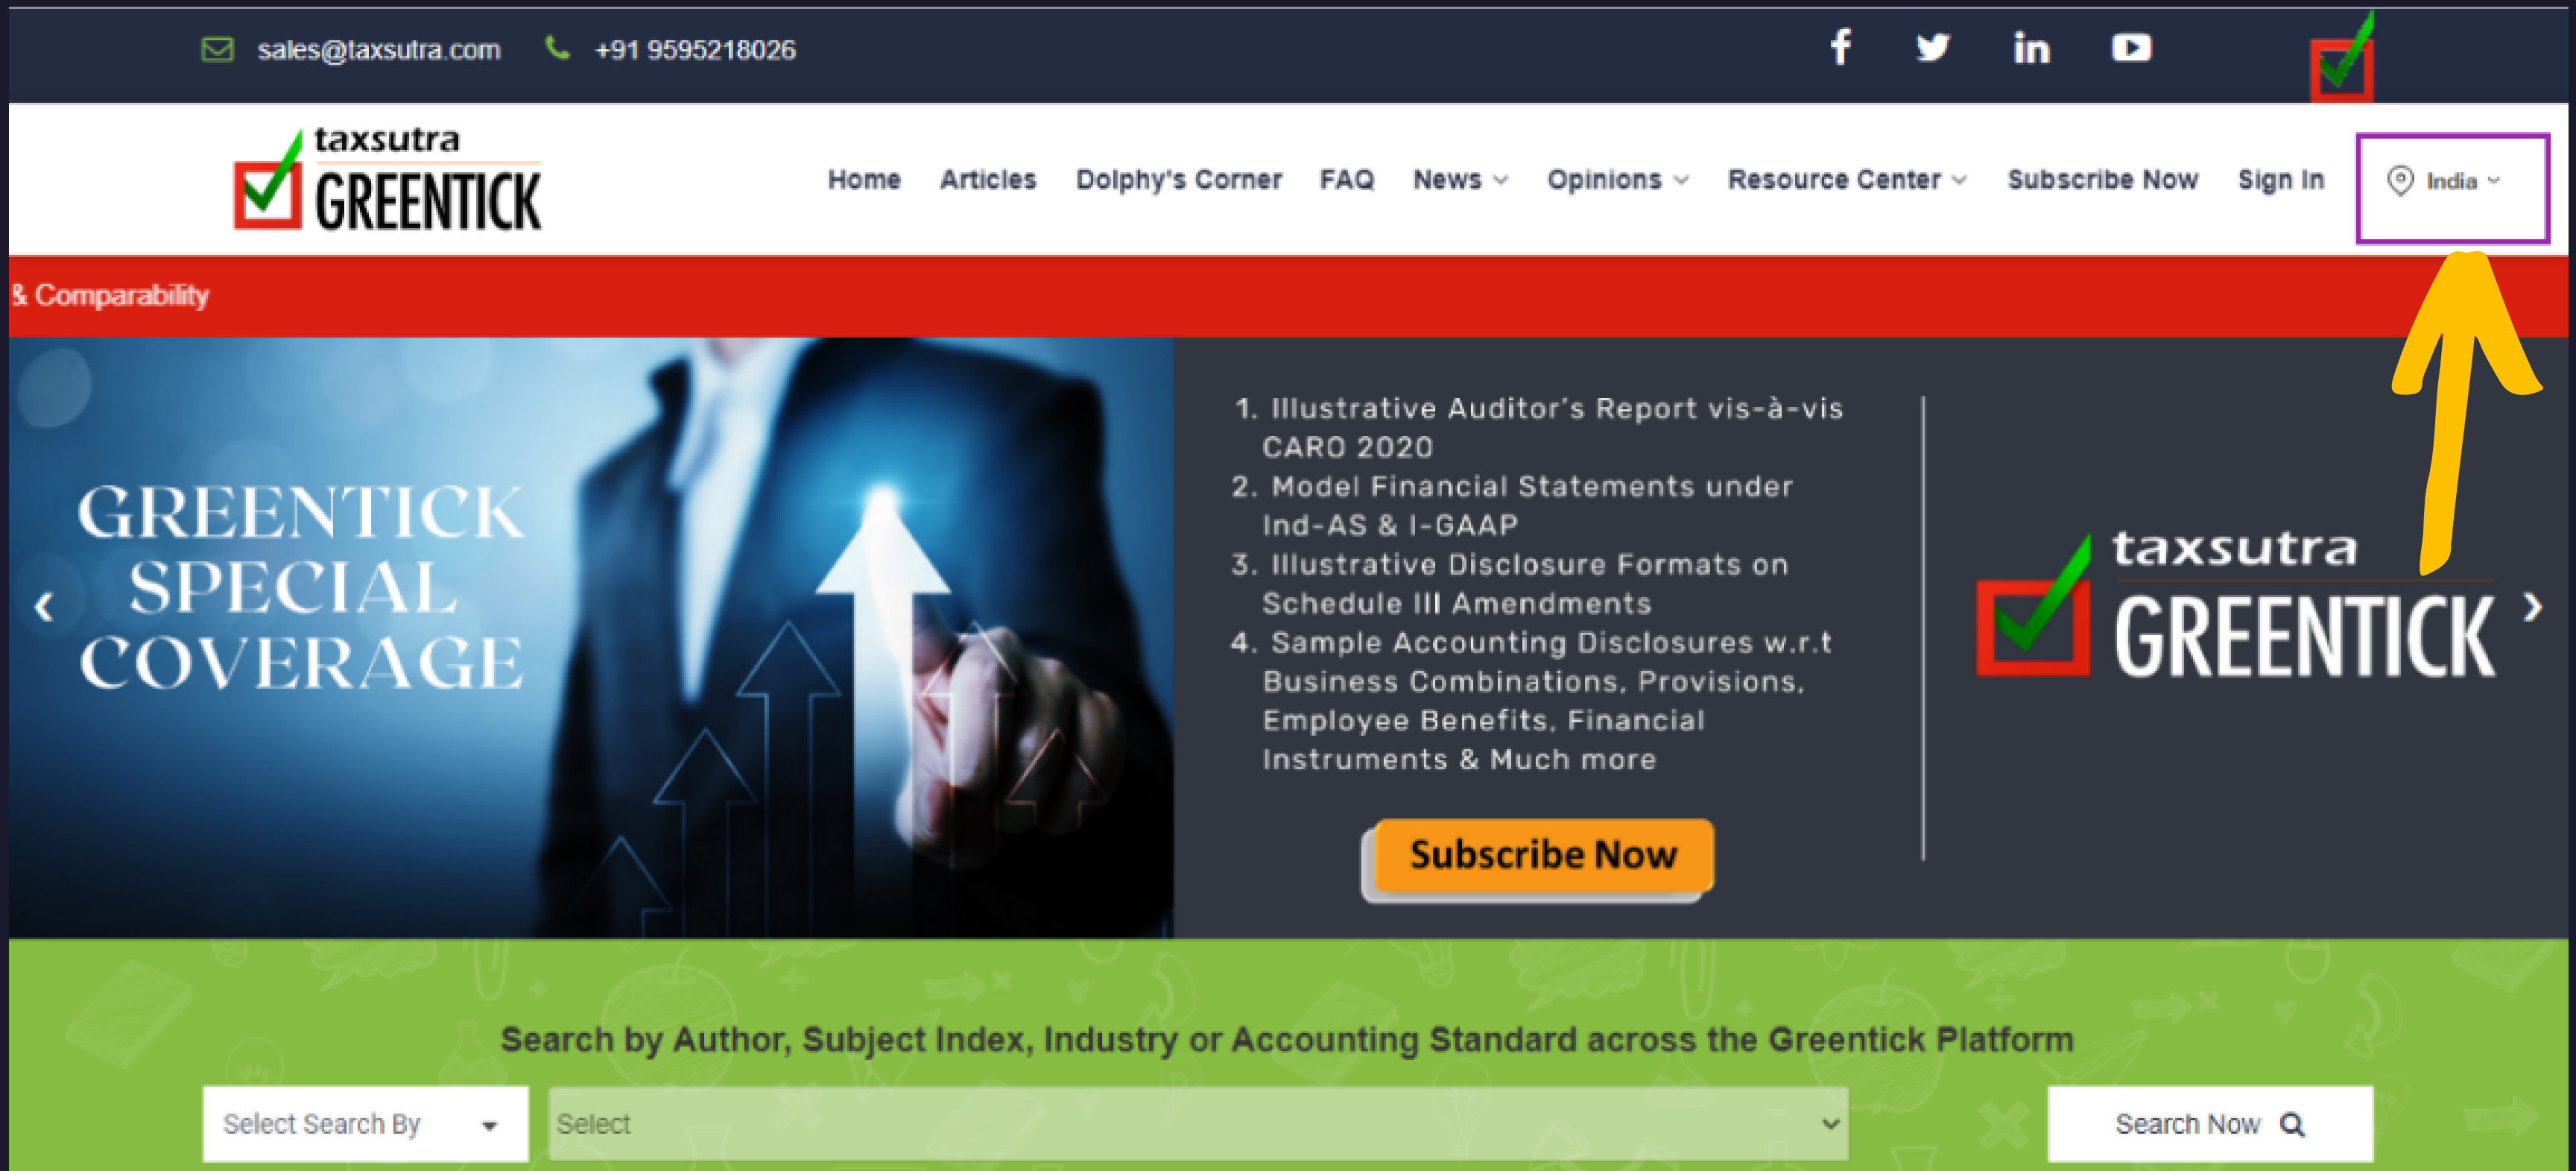 sales@taxsutra.com +91 9595218026
taxsutra
GREENTICK
Home Articles Dolphy's Corner FAQ News Opinions Resource Center Subscribe Now Sign In India
& Comparability
GREENTICK
SPECIAL
COVERAGE
1. Illustrative Auditor's Report vis-à-vis
CARO 2020
2. Model Financial Statements under
Ind-AS & I-GAAP
3. Illustrative Disclosure Formats on
Schedule III Amendments
4. Sample Accounting Disclosures w.r.t
Business Combinations, Provisions,
Employee Benefits, Financial
Instruments & Much more
Subscribe Now
taxsutra
GREENTICK
Search by Author, Subject Index, Industry or Accounting Standard across the Greentick Platform
Select Search By Select Search Now